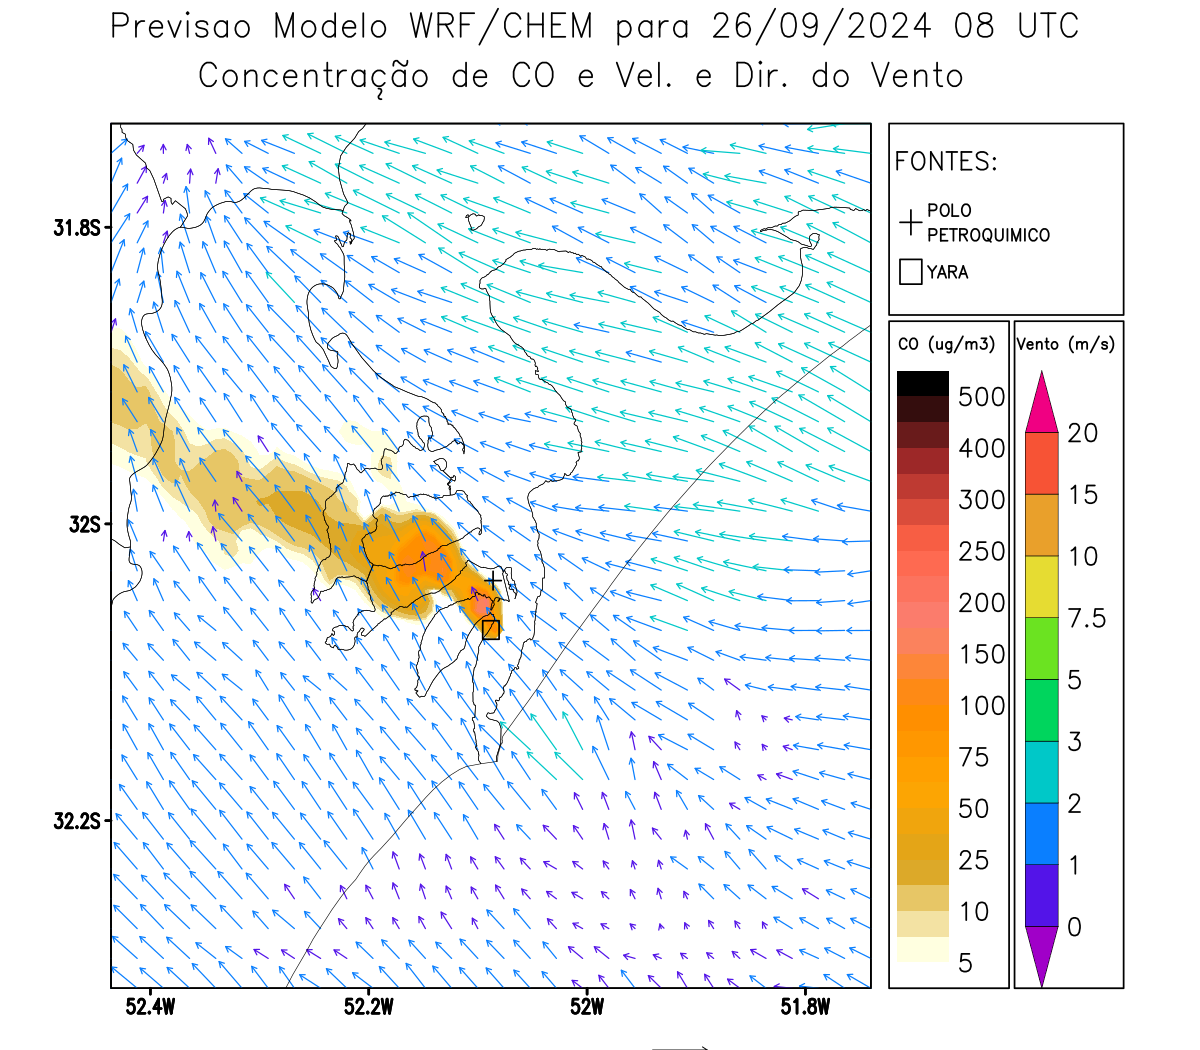 Previsao Modelo WRF/CHEM para 26/09/2024 08 UTC
Concentração de CO e Vel. e Dir. do Vento
FONTES:
POLO
PETROQUIMICO
YARA
31.8S
32S
32.2S
52.4W
52.2W
52W
51.8W
CO (ug/m3)
500
400
300
250
200
150
100
75
50
25
10
5
Vento (m/s)
20
15
10
7.5
5
3
2
1
0